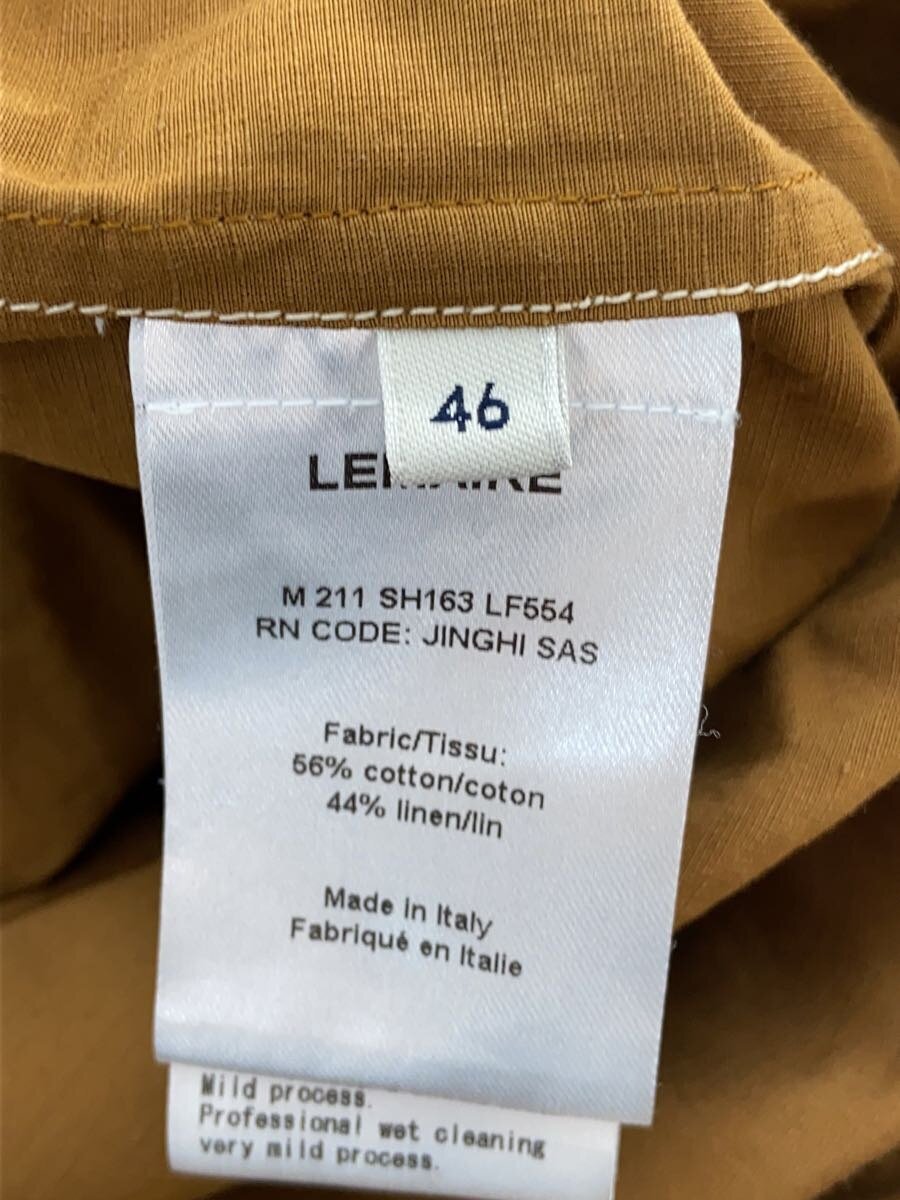 46
LEMAIRE
M 211 SH163 LF554
RN CODE: JINGHI SAS
Fabric/Tissu:
56% cotton/coton
44% linen/lin
Made in Italy
Fabriqué en Italie
Mild process.
Professional wet cleaning
very mild process.